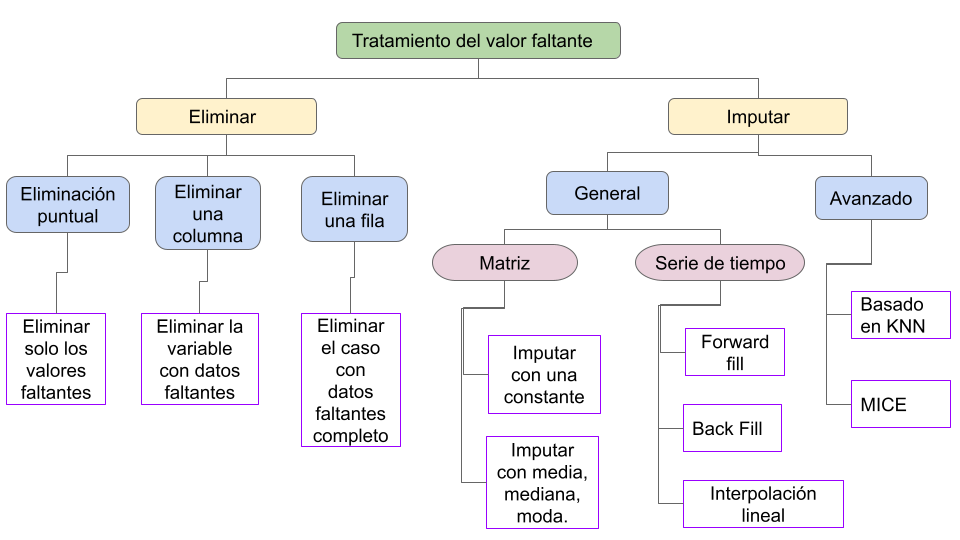 Tratamiento del valor faltante
Eliminar
Imputar
Eliminación
puntual
Eliminar
una
columna
Eliminar
una fila
General
Avanzado
Matriz
Serie de tiempo
Eliminar
solo los
valores
faltantes
Eliminar la
variable
con datos
faltantes
Eliminar
el caso
con
datos
faltantes
completo
Imputar
con una
constante
Imputar
con media,
mediana,
moda.
Forward
fill
Back Fill
Interpolación
lineal
Basado
en KNN
MICE